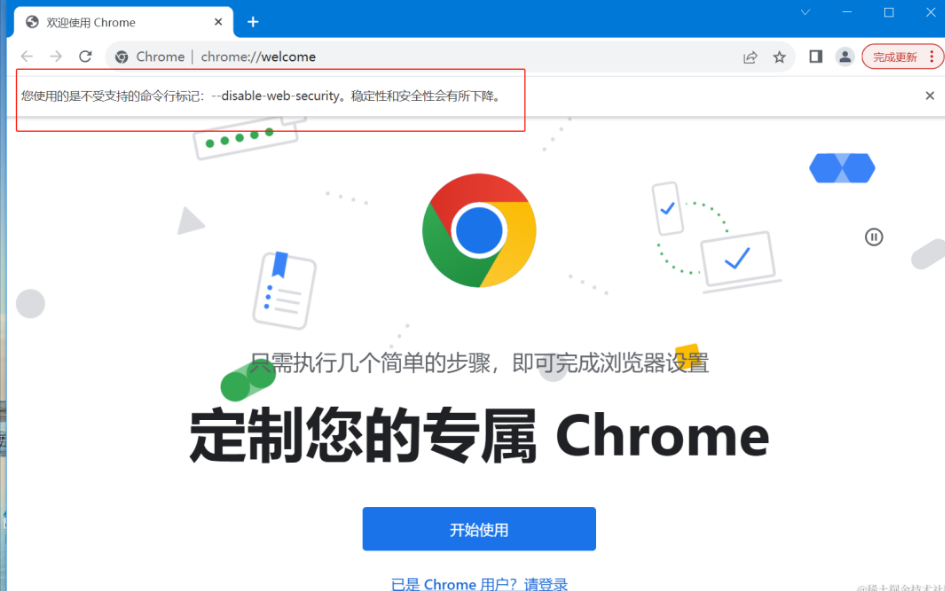 欢迎使用 Chrome
Chrome | chrome://welcome
完成更新
您使用的是不受支持的命令行标记：--disable-web-security。稳定性和安全性会有所下降。
只需执行几个简单的步骤，即可完成浏览器设置
定制您的专属 Chrome
开始使用
已是 Chrome 用户？请登录